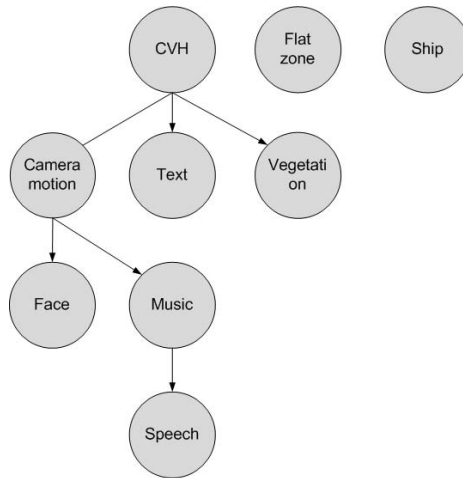 CVH
Flat
zone
Ship
Camera
motion
Text
Vegetati
on
Face
Music
Speech